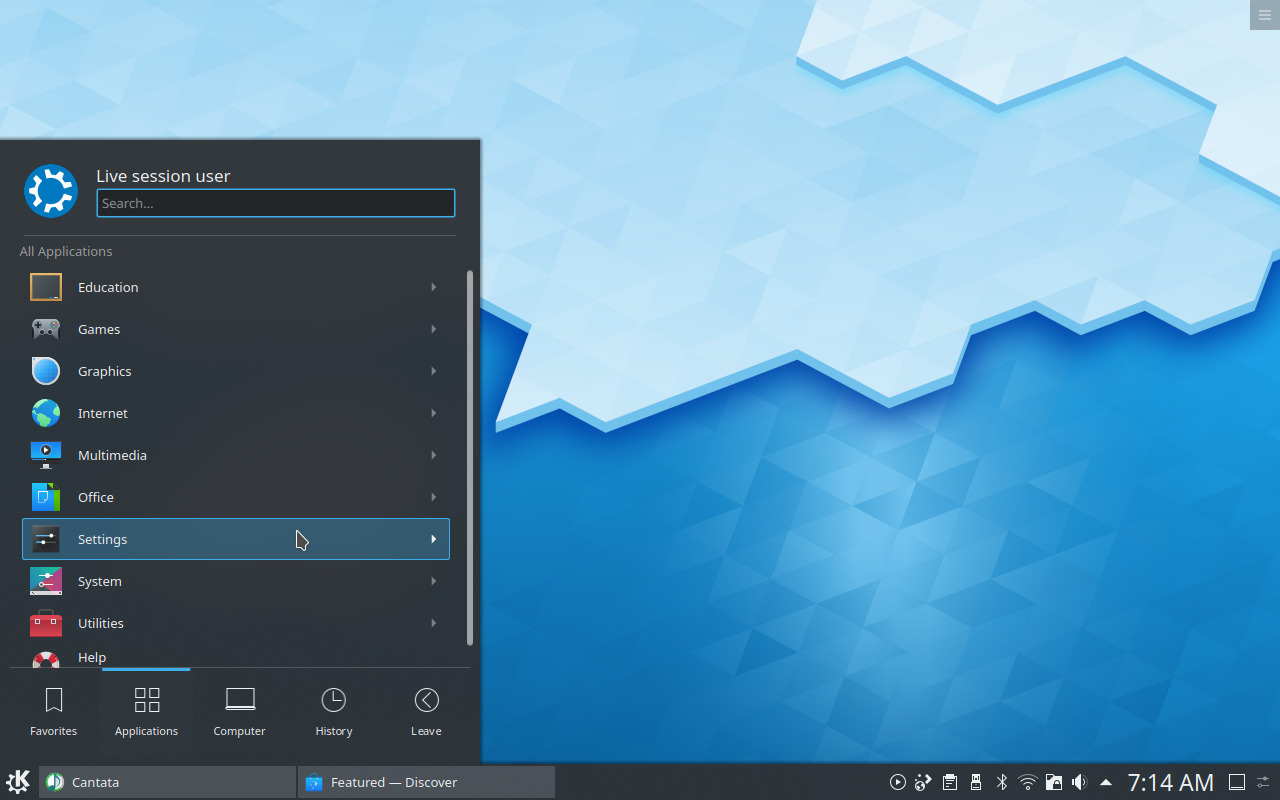 Live session user
Search...
All Applications
Education
Games
Graphics
Internet
Multimedia
Office
Settings
System
Utilities
Help
Favorites
Applications
Computer
History
Leave
Cantata
Featured — Discover
7:14 AM